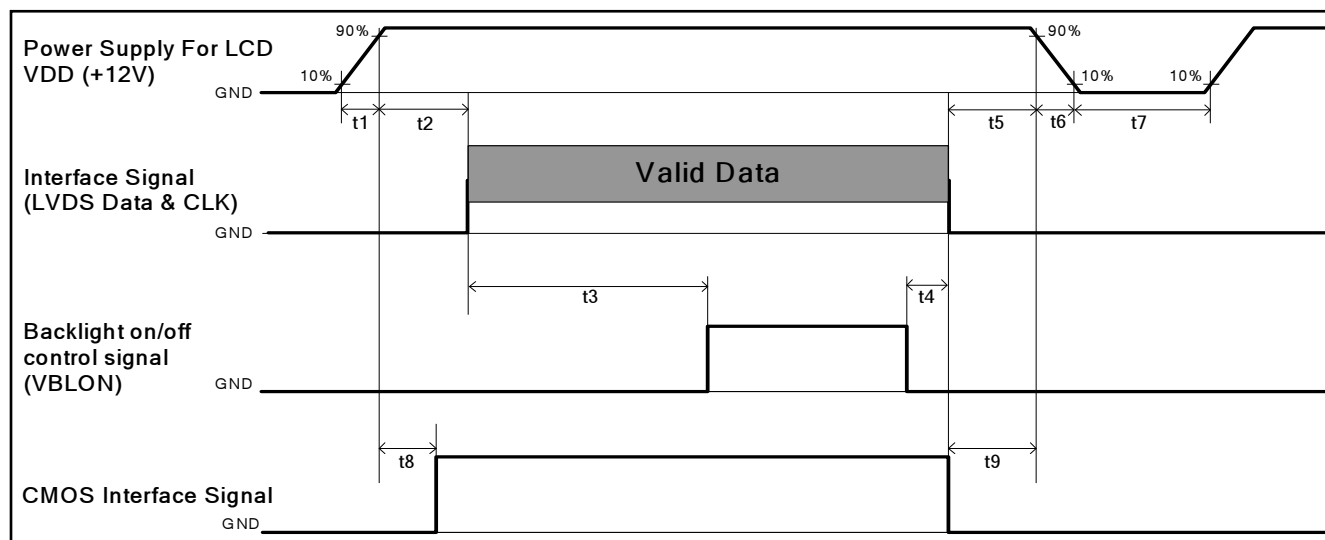 Power Supply For LCD
VDD (+12V)
90%
10%
GND
90%
10%
10%
t1
t2
t5
t6
t7
Valid Data
Interface Signal
(LVDS Data & CLK)
GND
t3
t4
Backlight on/off
control signal
(VBLON)
GND
t8
t9
CMOS Interface Signal
GND